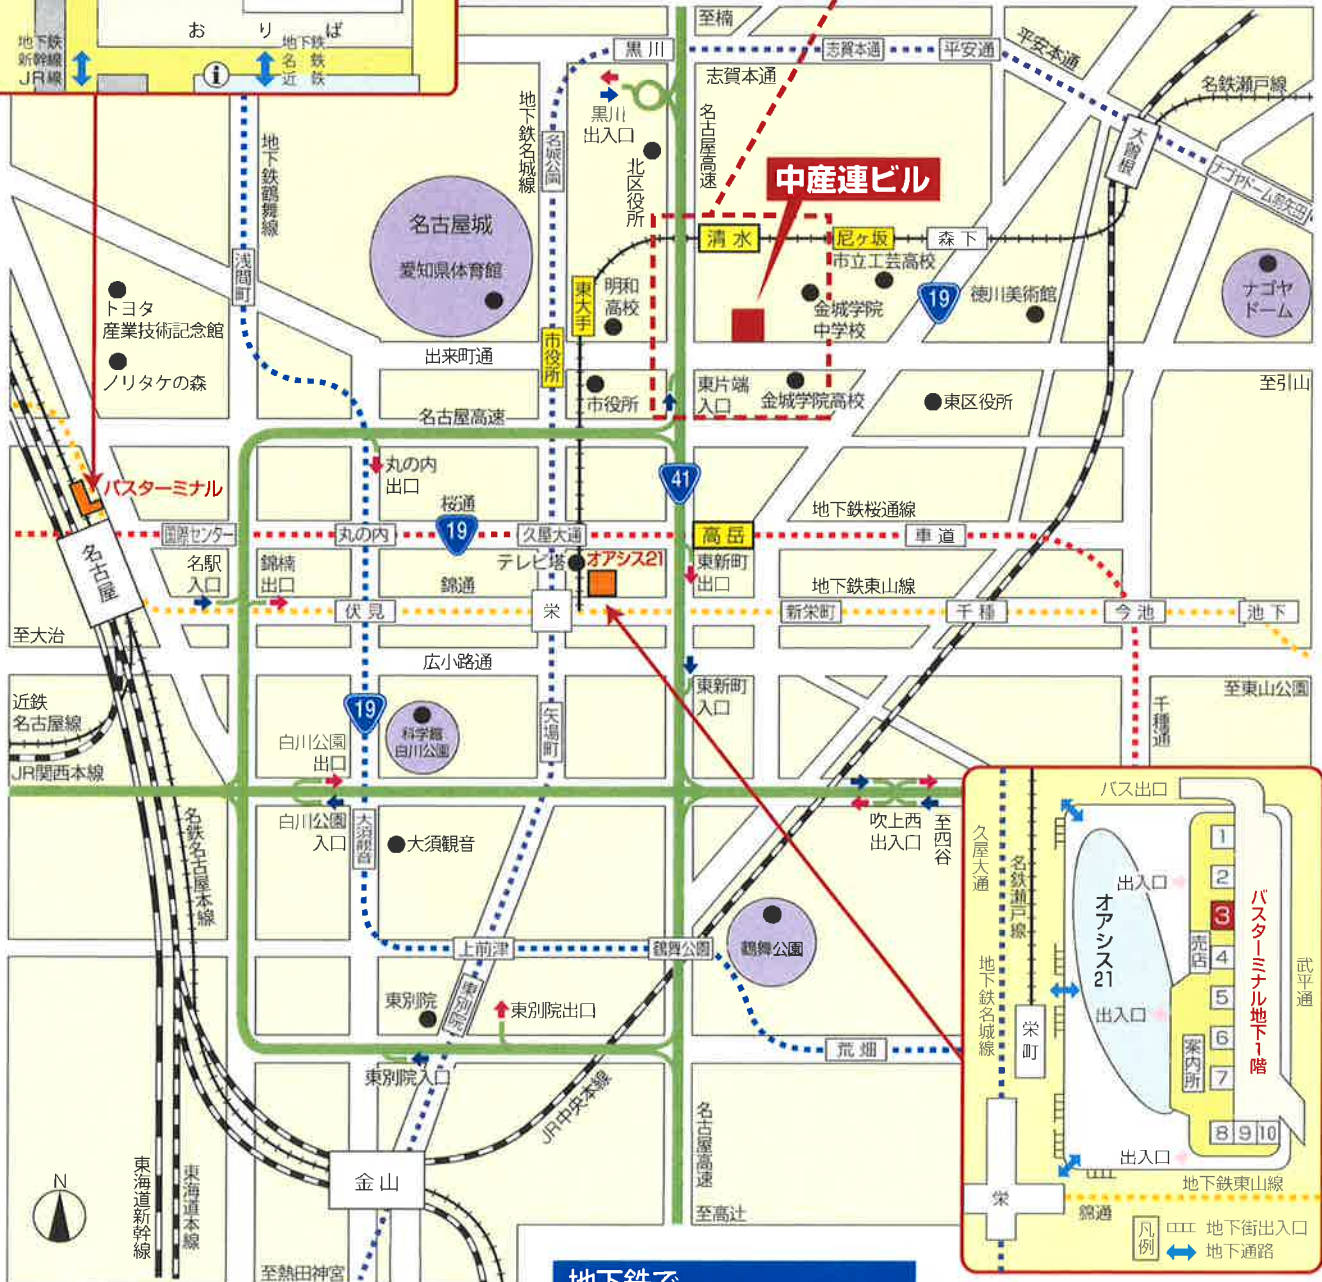 おりば
地下鉄
新幹線
JR線
地下鉄
名鉄
近鉄
i
至楠
黒川
志賀本通
平安通
平安本通
志賀本通
名鉄瀬戸線
黒川
出入口
地下鉄名城線
名城公園
名古屋高速
大曽根
ナゴヤドーム前矢田
地下鉄鶴舞線
北区役所
中産連ビル
名古屋城
愛知県体育館
清水
尼ケ坂
森下
市立工芸高校
浅間町
東大手
明和
高校
金城学院
中学校
19
徳川美術館
ナゴヤ
ドーム
トヨタ
産業技術記念館
市役所
出来町通
ノリタケの森
市役所
東片端
入口
金城学院高校
東区役所
至引山
名古屋高速
丸の内
出口
41
バスターミナル
桜通
地下鉄桜通線
国際センター
丸の内
19
久屋大通
高岳
車道
名古屋
名駅
入口
錦橋
出口
錦通
テレビ塔
オアシス21
東新町
出口
地下鉄東山線
伏見
栄
新栄町
千種
今池
池下
至大治
広小路通
近鉄
名古屋線
19
科学館
白川公園
矢場町
東新町
入口
至東山公園
千種通
白川公園
出口
JR関西本線
白川公園
入口
大須観音
大須観音
吹上西
出入口
至四谷
名鉄名古屋本線
上前津
鶴舞公園
鶴舞公園
東別院
東別院
東別院出口
荒畑
東別院入口
JR中央本線
名古屋高速
N
東海道新幹線
東海道本線
金山
至高辻
至熱田神宮
地下鉄で
バス出口
久屋大通
名鉄瀬戸線
1
出入口
2
3
オアシス21
売店
4
バスターミナル地下1階
武平通
地下鉄名城線
5
出入口
栄町
6
案内所
7
8
9
10
出入口
地下鉄東山線
栄
錦通
凡例
地下街出入口
地下通路